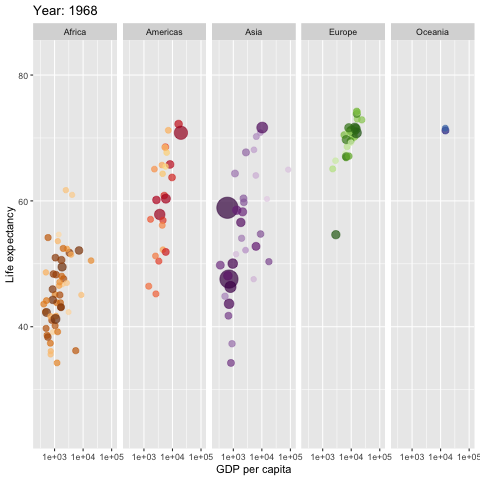 Year: 1968
Africa Americas Asia Europe Oceania
80
60
40
Life expectancy
1e+03 1e+04 1e+05 1e+03 1e+04 1e+05 1e+03 1e+04 1e+05 1e+03 1e+04 1e+05 1e+03 1e+04 1e+05
GDP per capita